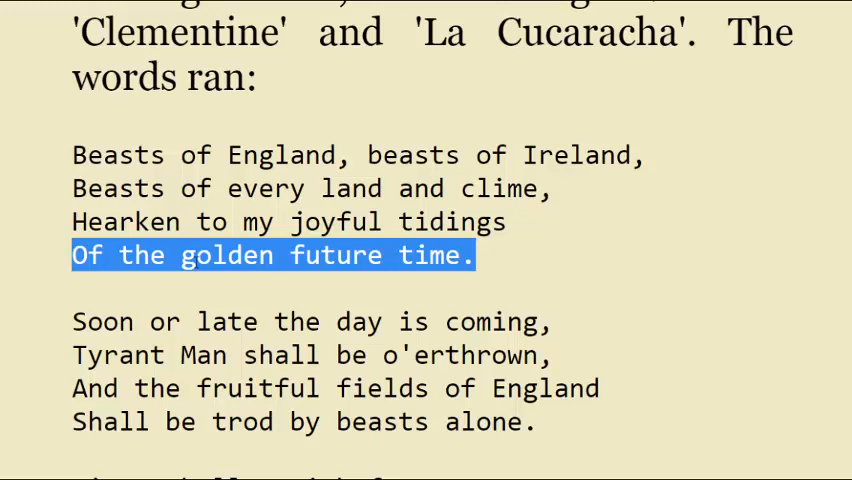 'Clementine' and 'La Cucaracha'. The
words ran:
Beasts of England, beasts of Ireland,
Beasts of every land and clime,
Hearken to my joyful tidings
Of the golden future time.
Soon or late the day is coming,
Tyrant Man shall be o'erthrown,
And the fruitful fields of England
Shall be trod by beasts alone.